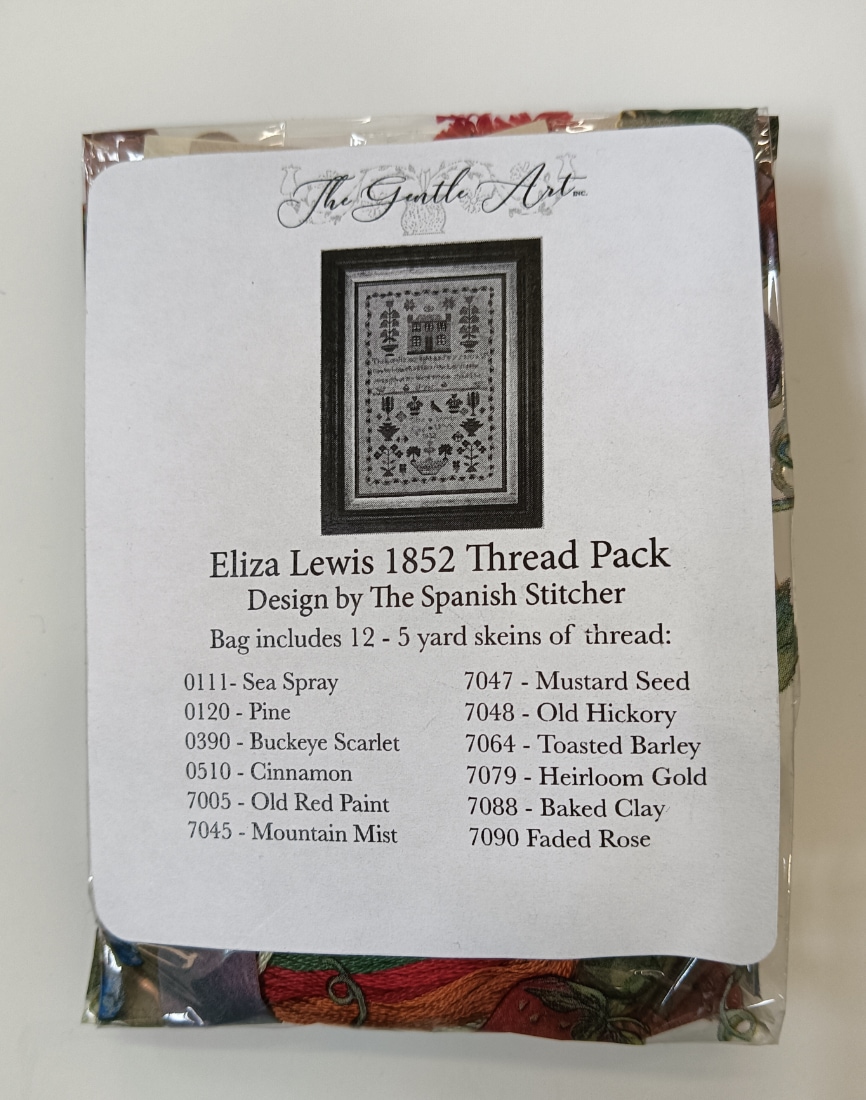 The Gentle Art INC.
Eliza Lewis 1852 Thread Pack
Design by The Spanish Stitcher
Bag includes 12 - 5 yard skeins of thread:
0111- Sea Spray
0120 - Pine
0390 - Buckeye Scarlet
0510 - Cinnamon
7005 - Old Red Paint
7045 - Mountain Mist
7047 - Mustard Seed
7048 - Old Hickory
7064 - Toasted Barley
7079 - Heirloom Gold
7088 - Baked Clay
7090 Faded Rose